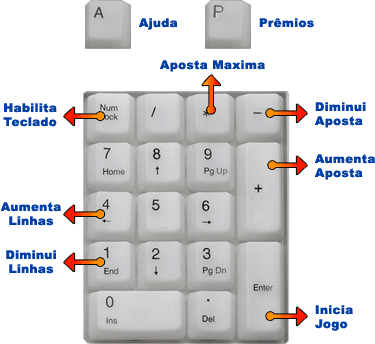 A
Ajuda
P
Prêmios
Aposta Maxima
Habilita
Teclado
Num
Lock
/
*
-
Diminui
Aposta
7
Home
8
↑
9
Pg Up
+
Aumenta
Aposta
Aumenta
Linhas
4
←
5
6
→
Diminui
Linhas
1
End
2
↓
3
Pg Dn
Enter
0
Ins
.
Del
Inicia
Jogo